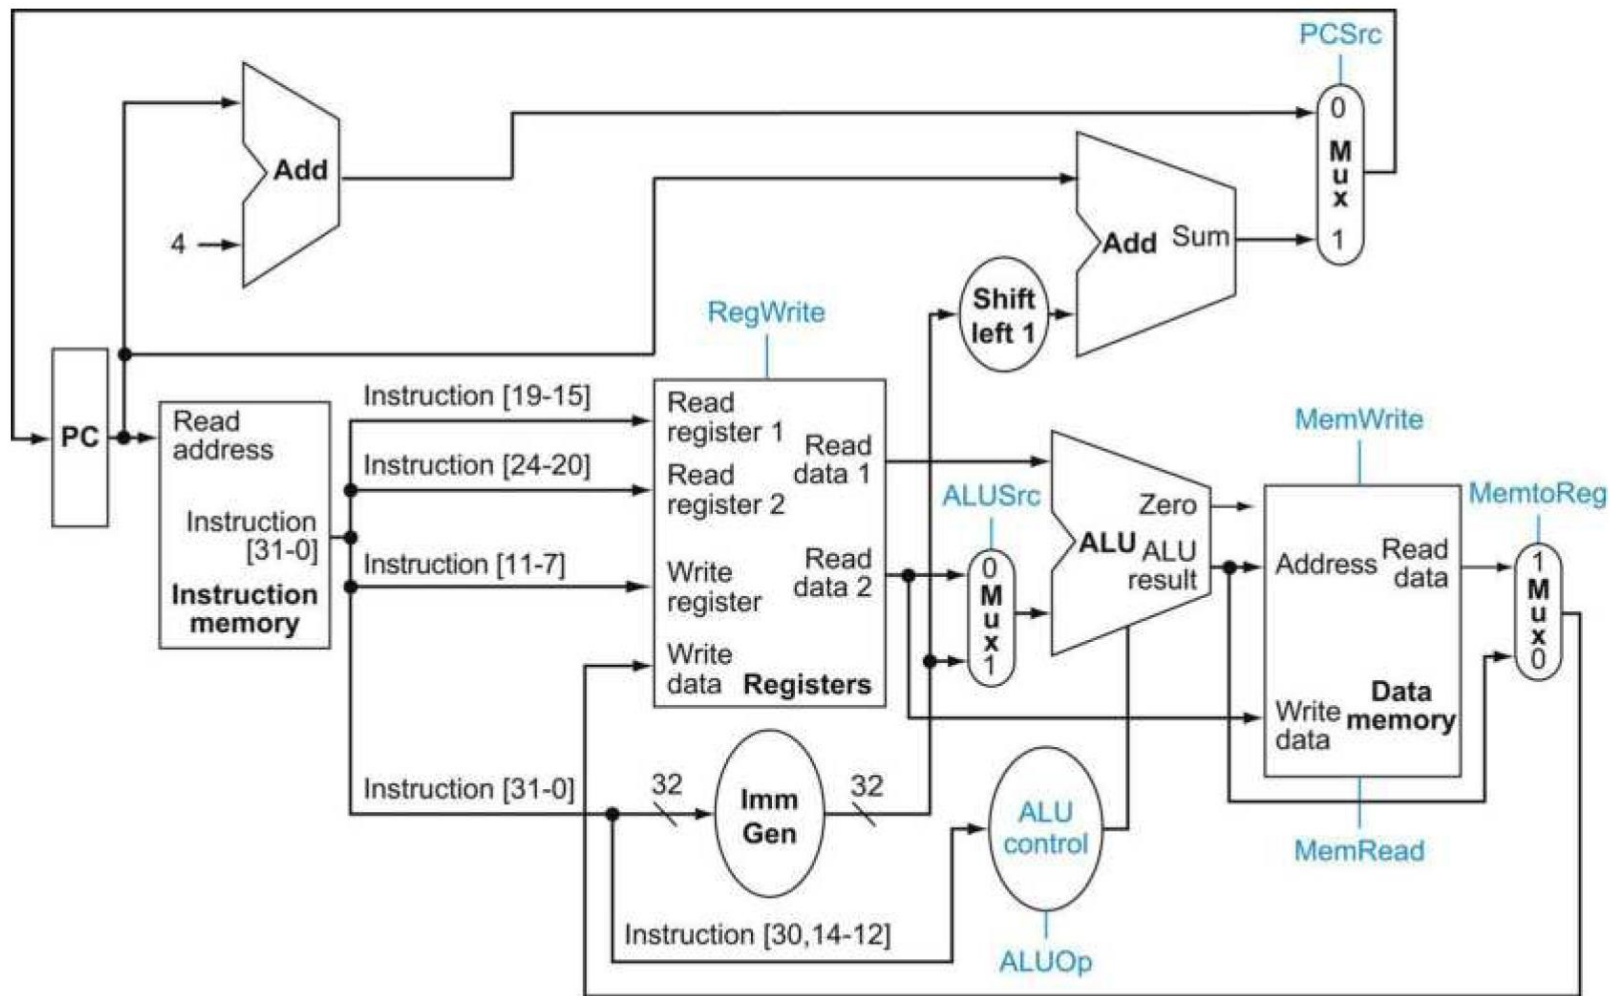 PCSrc
0
Mux
1
Add
4
Add Sum
Shift
left 1
RegWrite
PC
Read
address
Instruction
[31-0]
Instruction
memory
Instruction [19-15]
Instruction [24-20]
Instruction [11-7]
Instruction [31-0]
Read
register 1
Read
register 2
Write
register
Write
data
Registers
Read
data 1
Read
data 2
ALUSrc
0
Mux
1
Zero
ALU
ALU
result
MemWrite
Address
Read
data
Write
data
Data
memory
MemRead
MemtoReg
1
Mux
0
32
Imm
Gen
32
ALU
control
ALUOp
Instruction [30,14-12]